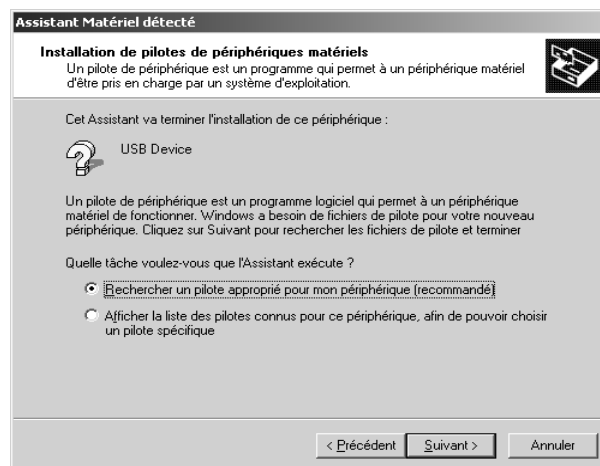 Assistant Matériel détecté
Installation de pilotes de périphériques matériels
Un pilote de périphérique est un programme qui permet à un périphérique matériel
d'être pris en charge par un système d'exploitation.
Cet Assistant va terminer l'installation de ce périphérique :
USB Device
Un pilote de périphérique est un programme logiciel qui permet à un périphérique
matériel de fonctionner. Windows a besoin de fichiers de pilote pour votre nouveau
périphérique. Cliquez sur Suivant pour rechercher les fichiers de pilote et terminer
Quelle tâche voulez-vous que l'Assistant exécute ?
Rechercher un pilote approprié pour mon périphérique (recommandé)
Afficher la liste des pilotes connus pour ce périphérique, afin de pouvoir choisir
un pilote spécifique
< Précédent Suivant > Annuler